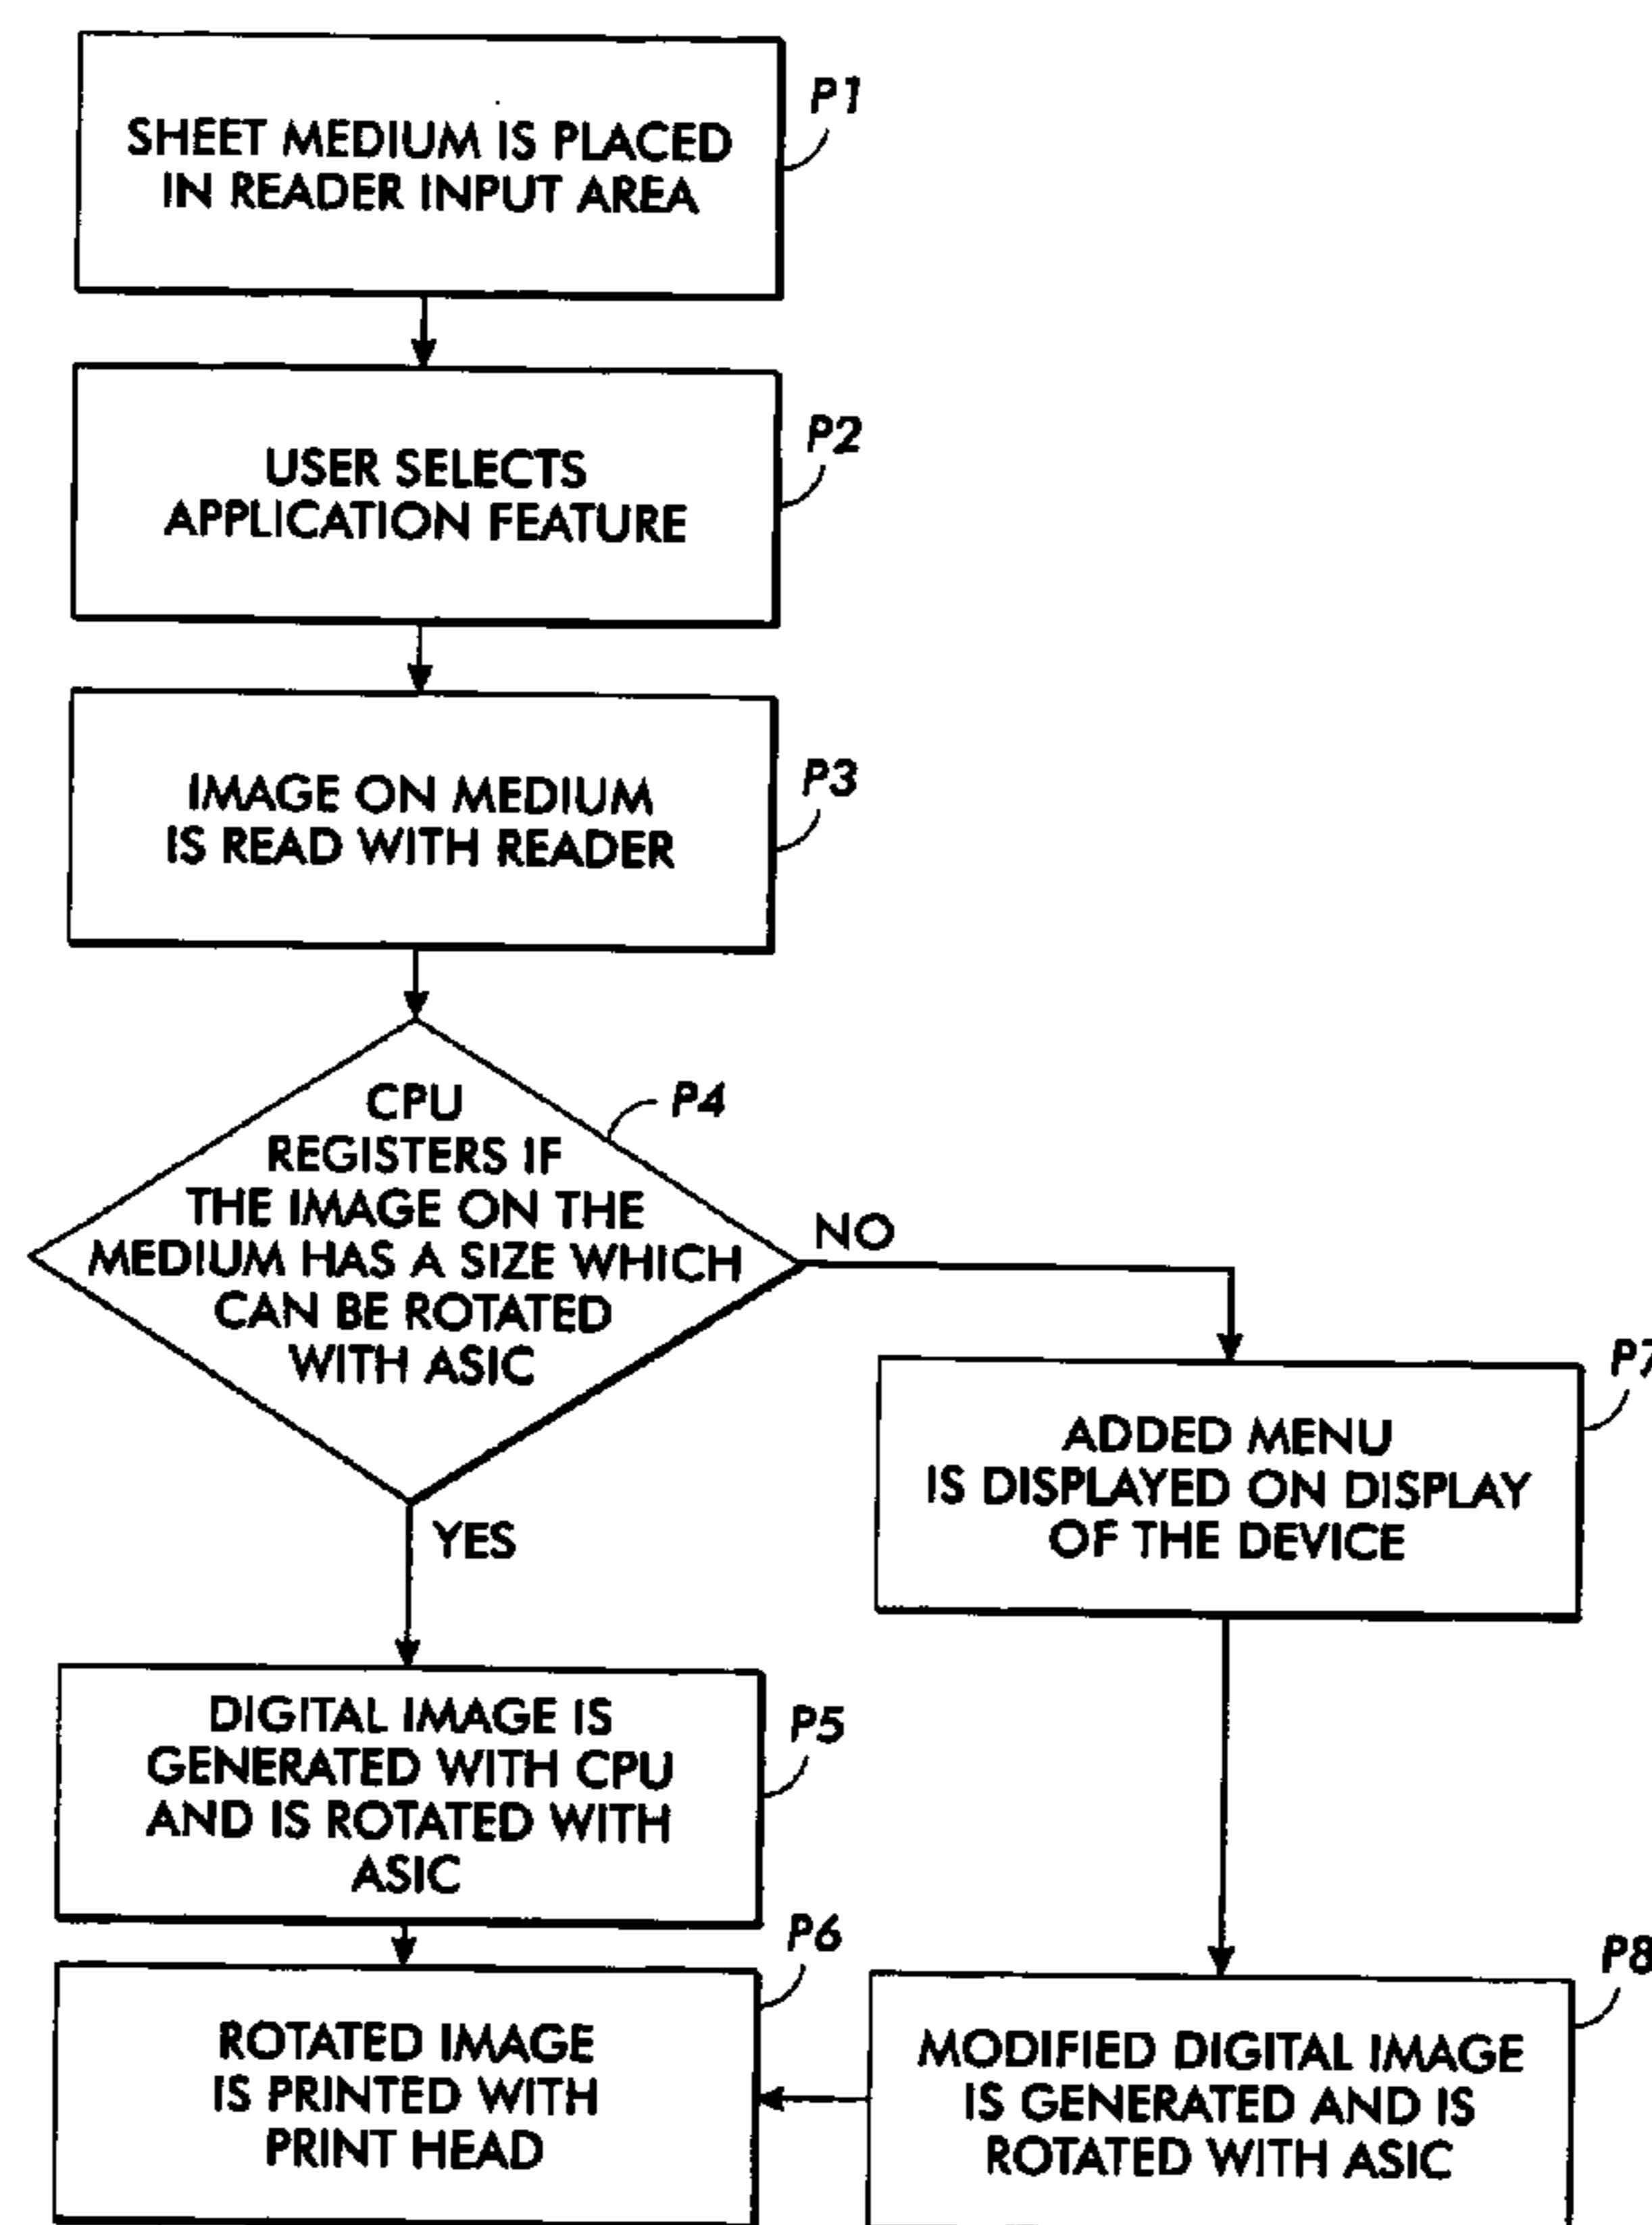 SHEET MEDIUM IS PLACED
IN READER INPUT AREA
P1
USER SELECTS
APPLICATION FEATURE
P2
IMAGE ON MEDIUM
IS READ WITH READER
P3
CPU
REGISTERS IF
THE IMAGE ON THE
MEDIUM HAS A SIZE WHICH
CAN BE ROTATED
WITH ASIC
P4
NO
YES
ADDED MENU
IS DISPLAYED ON DISPLAY
OF THE DEVICE
P7
DIGITAL IMAGE IS
GENERATED WITH CPU
AND IS ROTATED WITH
ASIC
P5
ROTATED IMAGE
IS PRINTED WITH
PRINT HEAD
P6
MODIFIED DIGITAL IMAGE
IS GENERATED AND IS
ROTATED WITH ASIC
P8